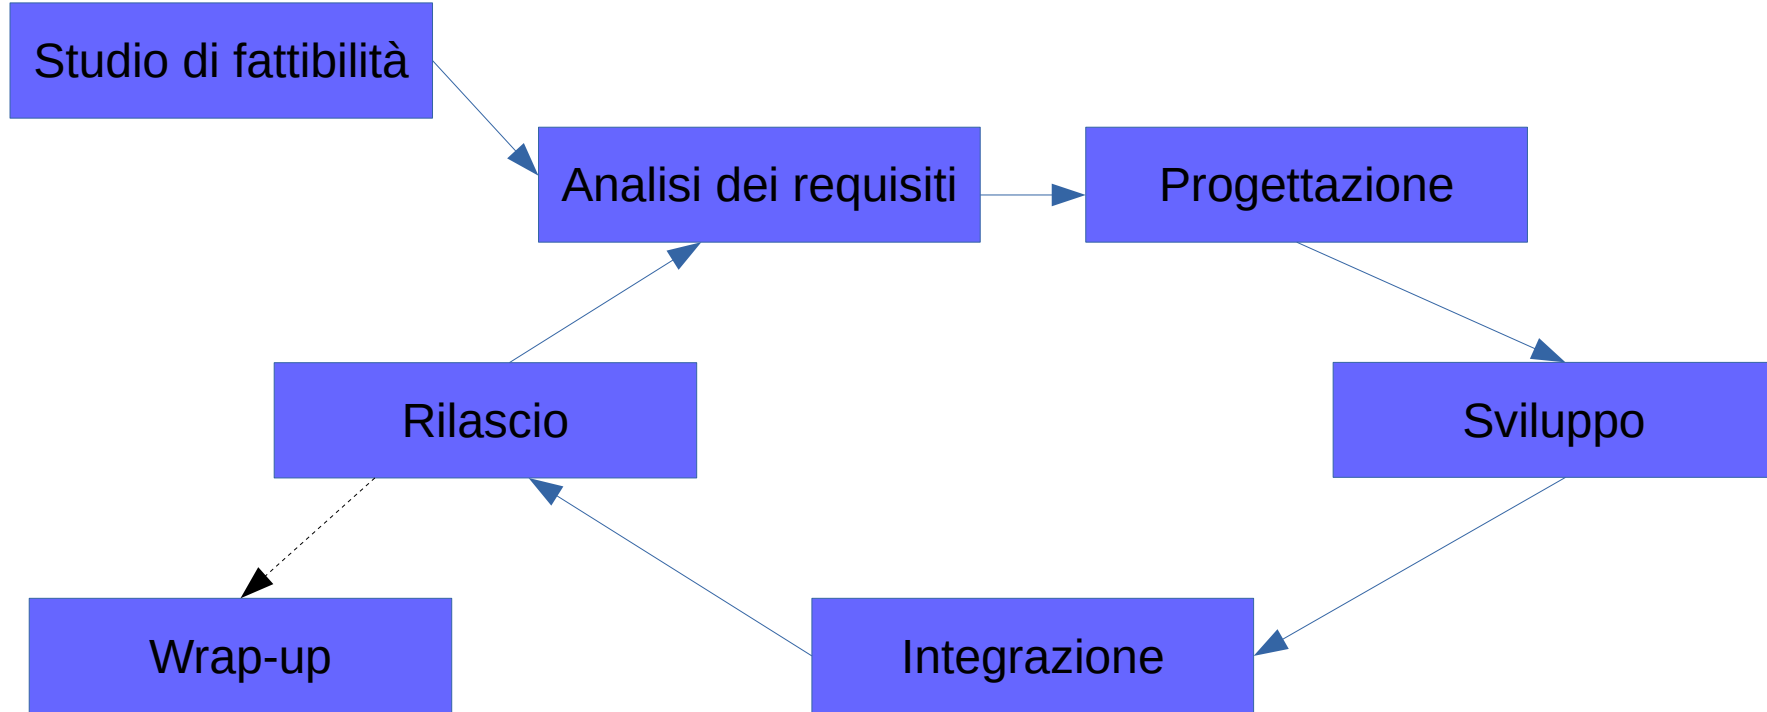 Studio di fattibilità
Analisi dei requisiti
Progettazione
Rilascio
Sviluppo
Wrap-up
Integrazione